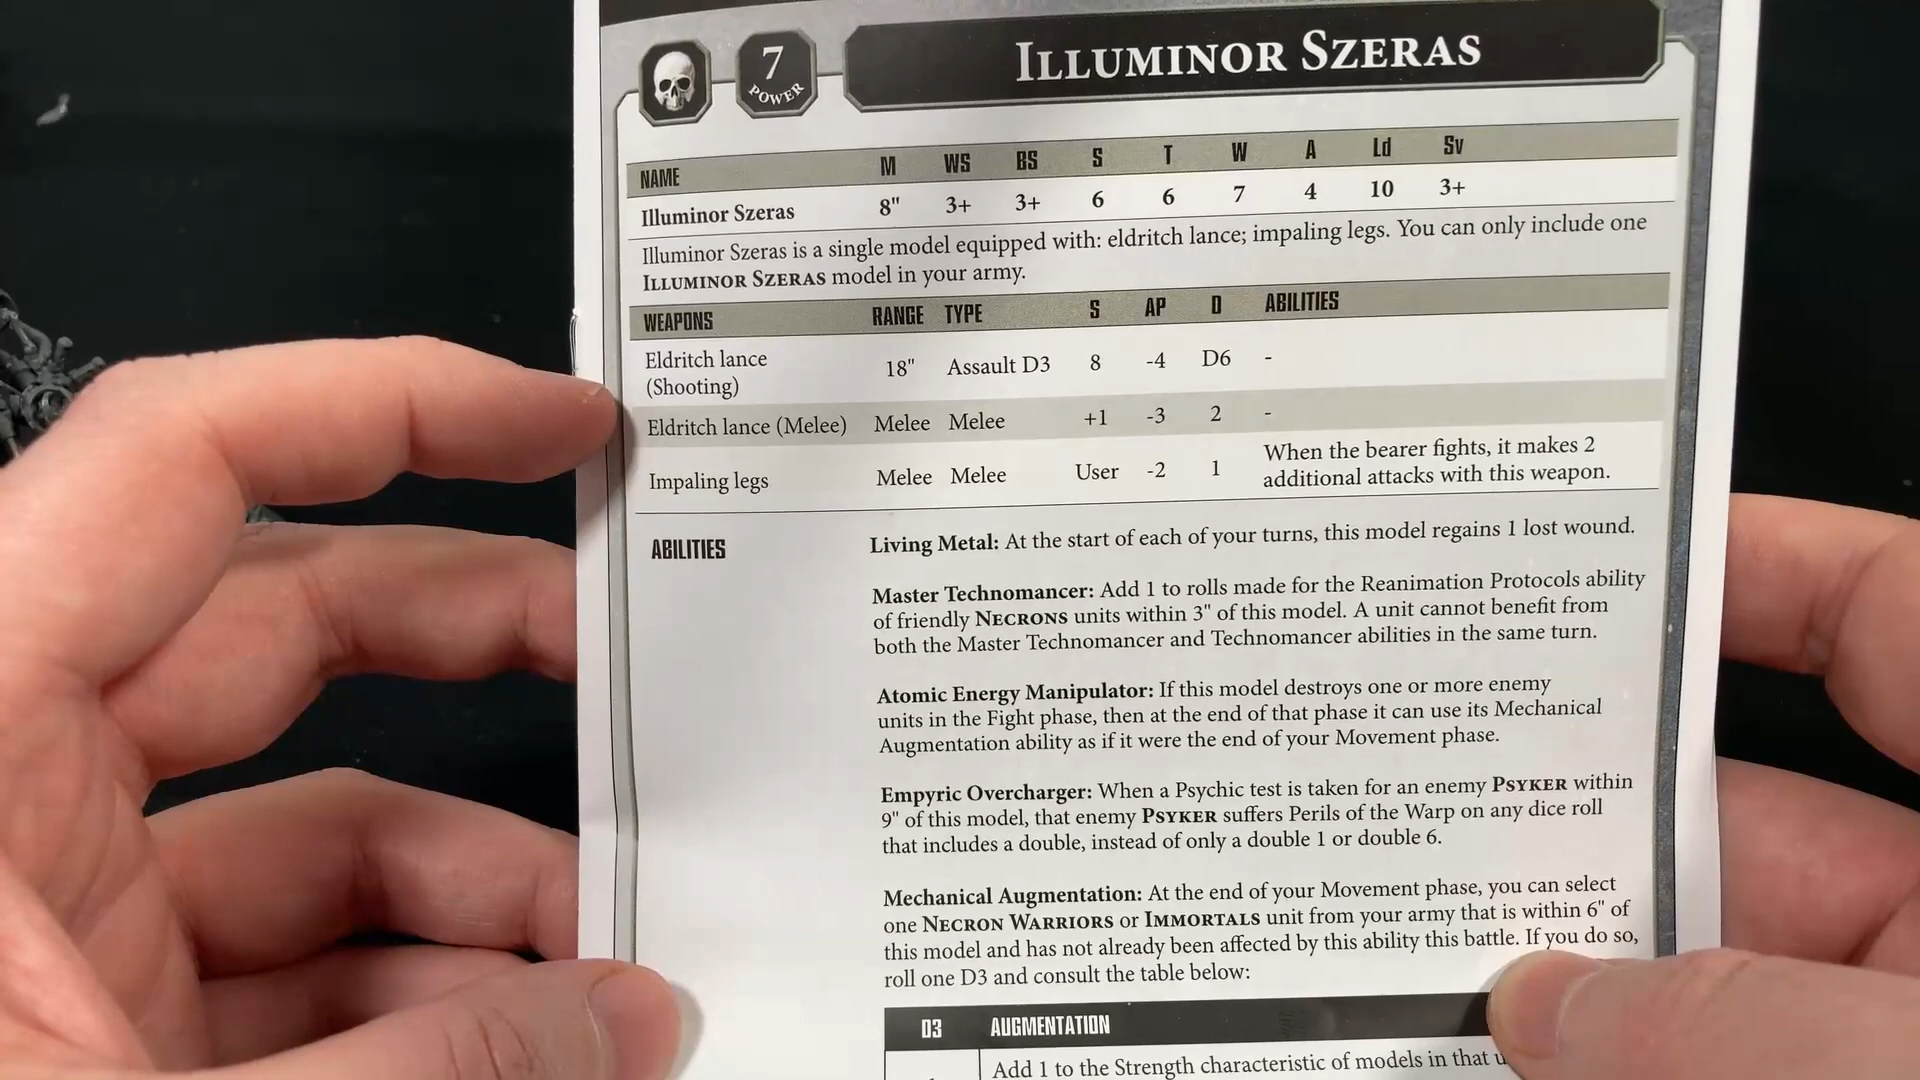 7
POWER
ILLUMINOR SZERAS
NAME M WS BS S T W A Ld Sv
Illuminor Szeras 8" 3+ 3+ 6 6 7 4 10 3+
Illuminor Szeras is a single model equipped with: eldritch lance; impaling legs. You can only include one
ILLUMINOR SZERAS model in your army.
WEAPONS RANGE TYPE S AP D ABILITIES
Eldritch lance
(Shooting) 18" Assault D3 8 -4 D6 -
Eldritch lance (Melee) Melee Melee +1 -3 2 -
Impaling legs Melee Melee User -2 1 When the bearer fights, it makes 2
additional attacks with this weapon.
ABILITIES
Living Metal: At the start of each of your turns, this model regains 1 lost wound.
Master Technomancer: Add 1 to rolls made for the Reanimation Protocols ability
of friendly NECRONS units within 3" of this model. A unit cannot benefit from
both the Master Technomancer and Technomancer abilities in the same turn.
Atomic Energy Manipulator: If this model destroys one or more enemy
units in the Fight phase, then at the end of that phase it can use its Mechanical
Augmentation ability as if it were the end of your Movement phase.
Empyric Overcharger: When a Psychic test is taken for an enemy PSYKER within
9" of this model, that enemy PSYKER suffers Perils of the Warp on any dice roll
that includes a double, instead of only a double 1 or double 6.
Mechanical Augmentation: At the end of your Movement phase, you can select
one NECRON WARRIORS or IMMORTALS unit from your army that is within 6" of
this model and has not already been affected by this ability this battle. If you do so,
roll one D3 and consult the table below:
D3 AUGMENTATION
Add 1 to the Strength characteristic of models in that